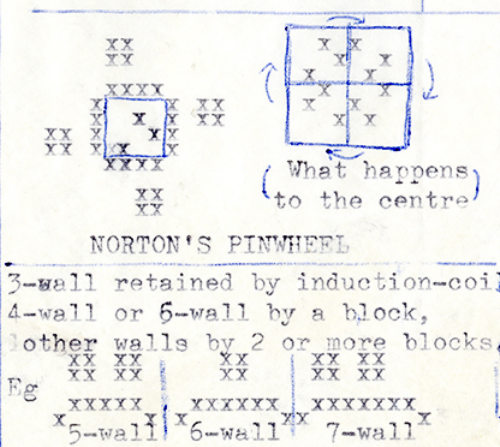 (What happens
to the centre)
NORTON'S PINWHEEL
3-wall retained by induction-coil
4-wall or 6-wall by a block,
other walls by 2 or more blocks.
Eg
5-wall 6-wall 7-wall